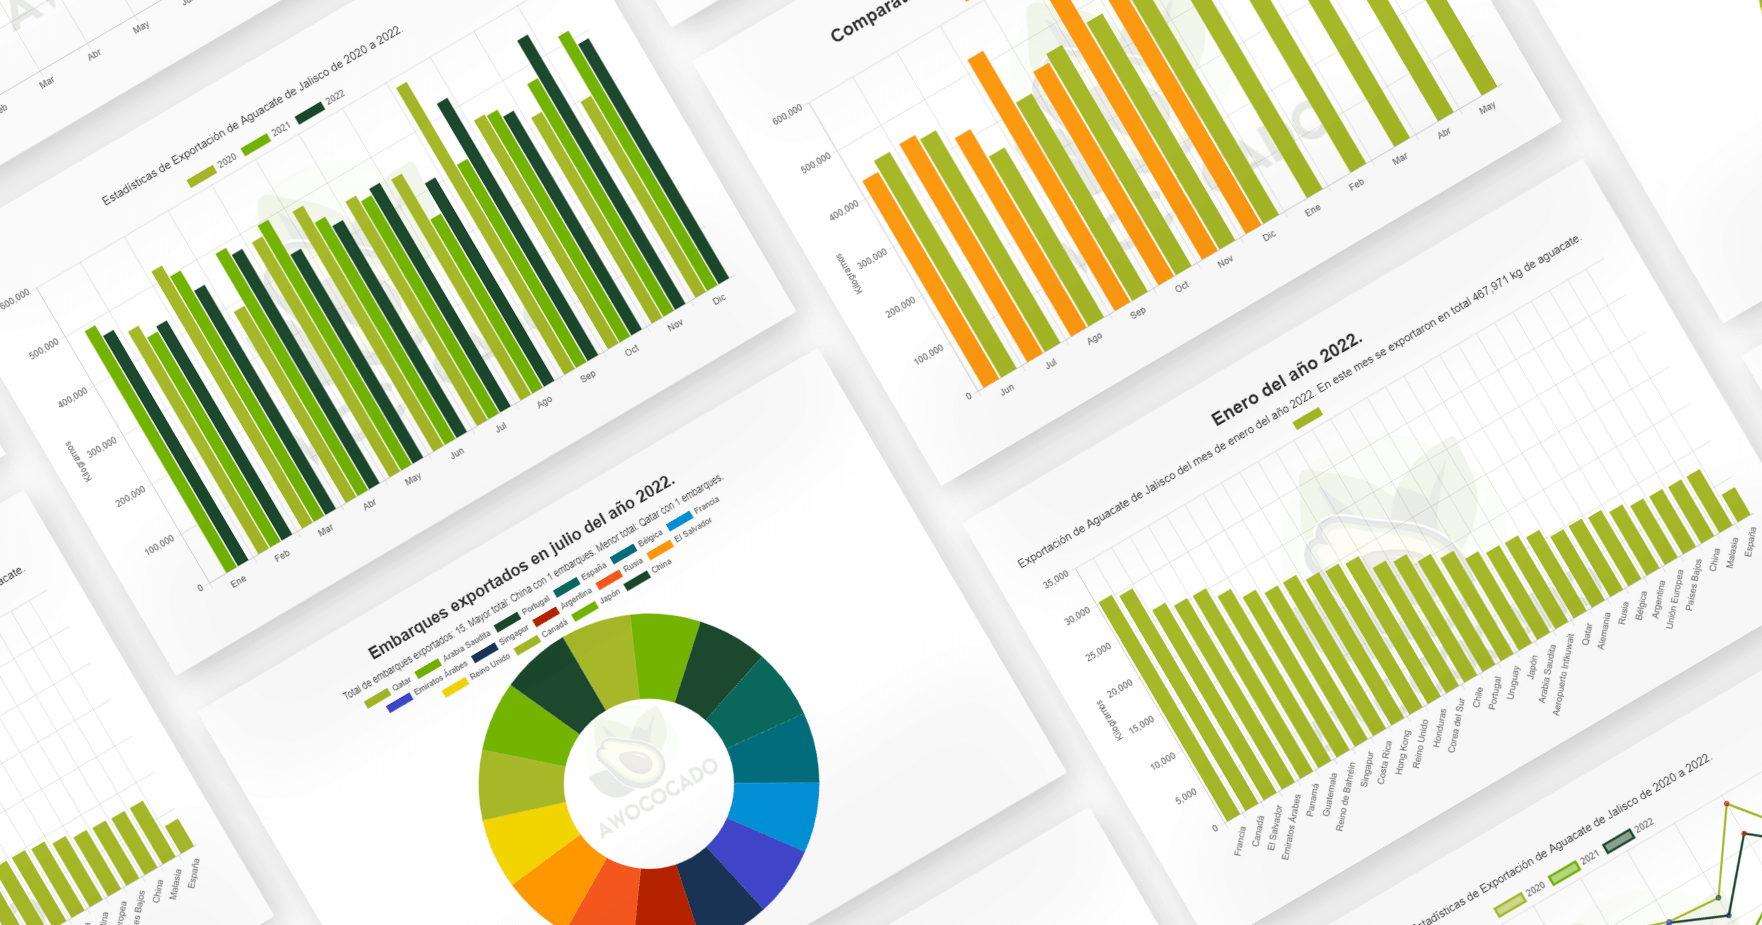 Mar
Abr
May
Estadísticas de Exportación de Aguacate de Jalisco de 2020 a 2022.
2020
2021
2022
600,000
500,000
400,000
300,000
200,000
100,000
0
Kilogramos
Ene
Feb
Mar
Abr
May
Jun
Jul
Ago
Sep
Oct
Nov
Dic
600,000
500,000
400,000
300,000
200,000
100,000
0
Kilogramos
Jun
Jul
Ago
Sep
Oct
Nov
Dic
Ene
Feb
Mar
Abr
May
Embarques exportados en julio del año 2022.
Total de embarques exportados: 15. Mayor total: China con 1 embarques. Menor total: Qatar con 1 embarques.
Qatar
Arabia Saudita
Portugal
España
Bélgica
Francia
Emiratos Árabes
Singapur
Argentina
Rusia
El Salvador
Reino Unido
Canadá
Japón
China
AWOCOCADO
Enero del año 2022.
Exportación de Aguacate de Jalisco del mes de enero del año 2022. En este mes se exportaron en total 467,971 kg de aguacate.
35,000
30,000
25,000
20,000
15,000
10,000
5,000
0
Kilogramos
Francia
Canadá
El Salvador
Emiratos Árabes
Panamá
Guatemala
Reino de Bahréin
Singapur
Costa Rica
Hong Kong
Reino Unido
Honduras
Corea del Sur
Chile
Portugal
Uruguay
Japón
Arabia Saudita
Aeropuerto Intkuwait
Qatar
Alemania
Rusia
Bélgica
Argentina
Unión Europea
Países Bajos
China
Malasia
España
China
Malasia
España
de Exportación de Aguacate de Jalisco de 2020 a 2022.
2020
2021
2022